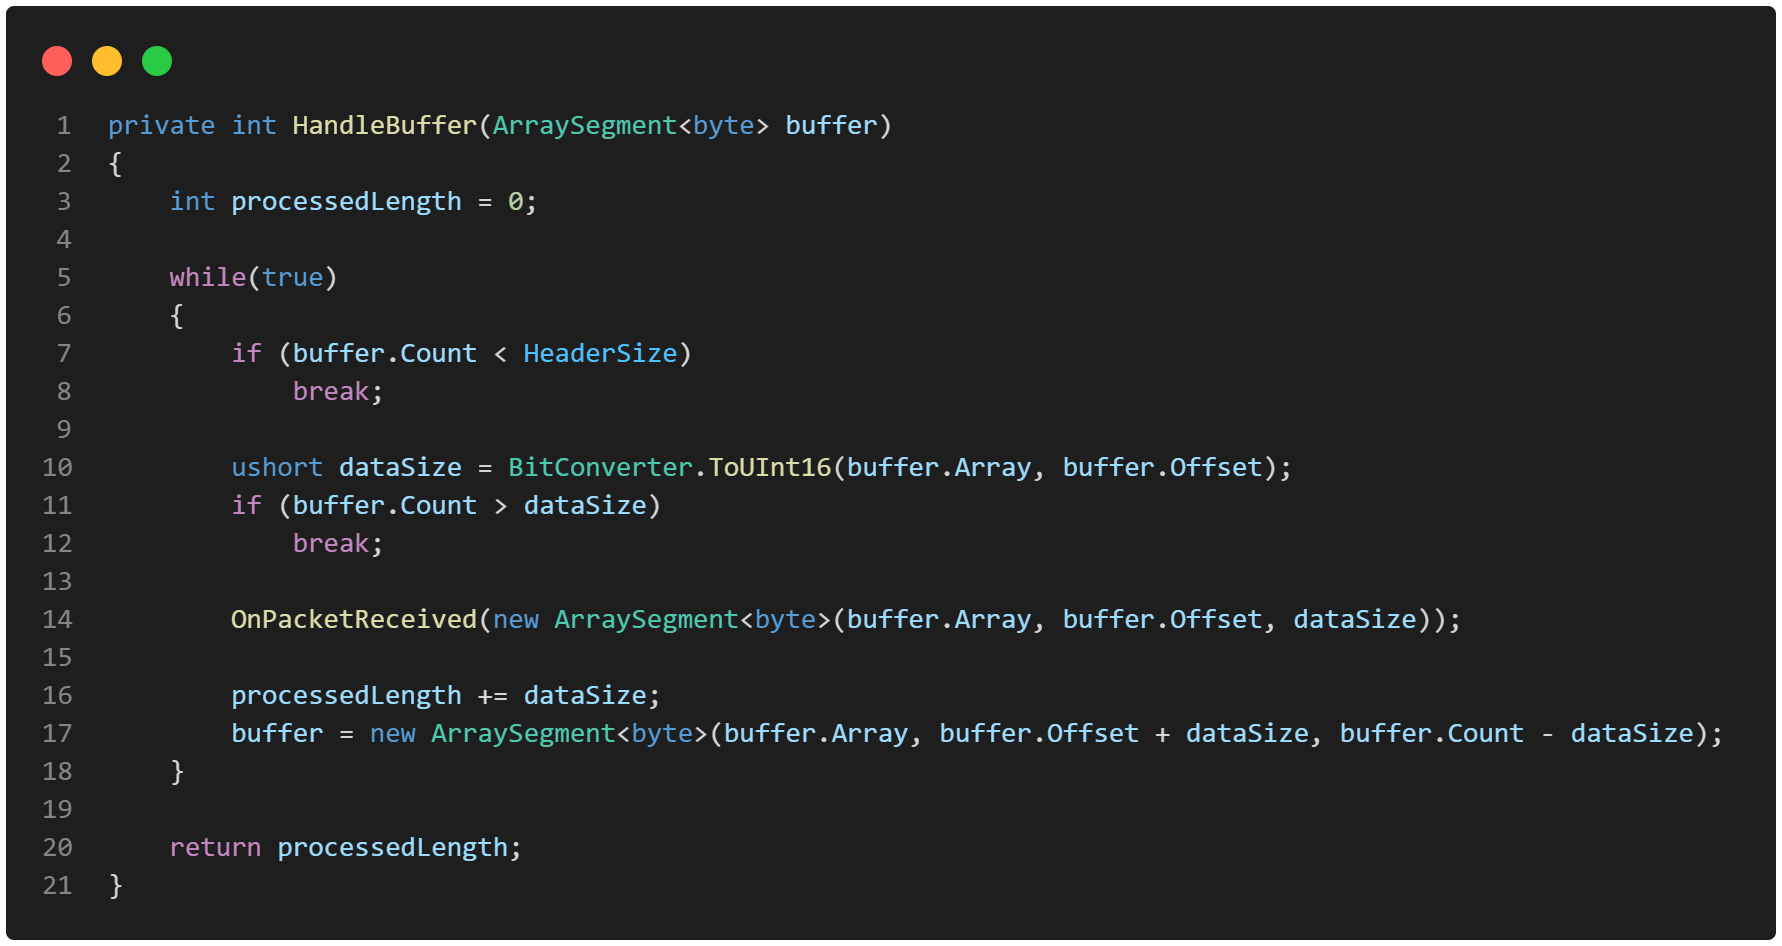 1 private int HandleBuffer(ArraySegment<byte> buffer)
2 {
3     int processedLength = 0;
4
5     while(true)
6     {
7         if (buffer.Count < HeaderSize)
8             break;
9
10         ushort dataSize = BitConverter.ToUInt16(buffer.Array, buffer.Offset);
11         if (buffer.Count > dataSize)
12             break;
13
14         OnPacketReceived(new ArraySegment<byte>(buffer.Array, buffer.Offset, dataSize));
15
16         processedLength += dataSize;
17         buffer = new ArraySegment<byte>(buffer.Array, buffer.Offset + dataSize, buffer.Count - dataSize);
18     }
19
20     return processedLength;
21 }